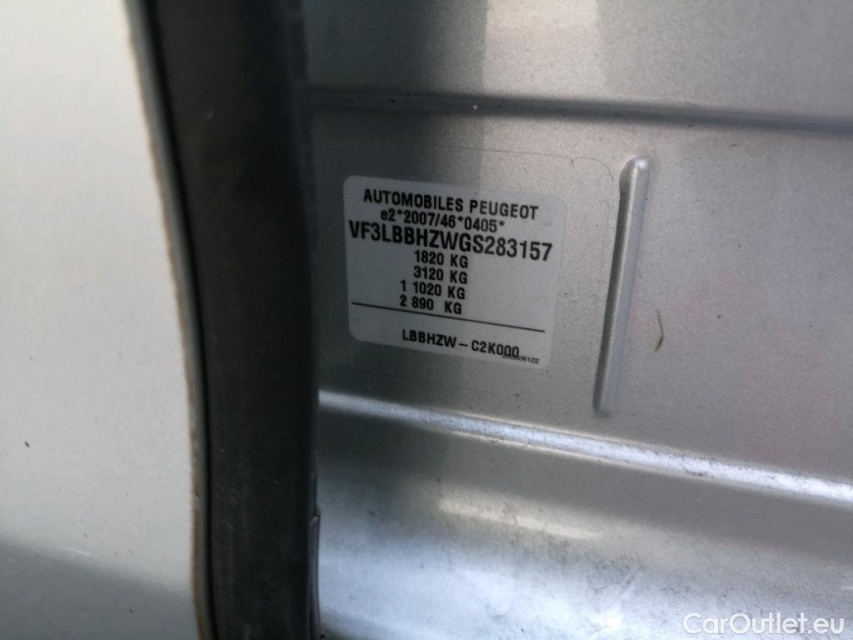 AUTOMOBILES PEUGEOT
e2*2007/46*0405*
VF3LBBHZWGS283157
1820 KG
3120 KG
1 1020 KG
2 890 KG
LBBHZW-C2K000
CarOutlet.eu